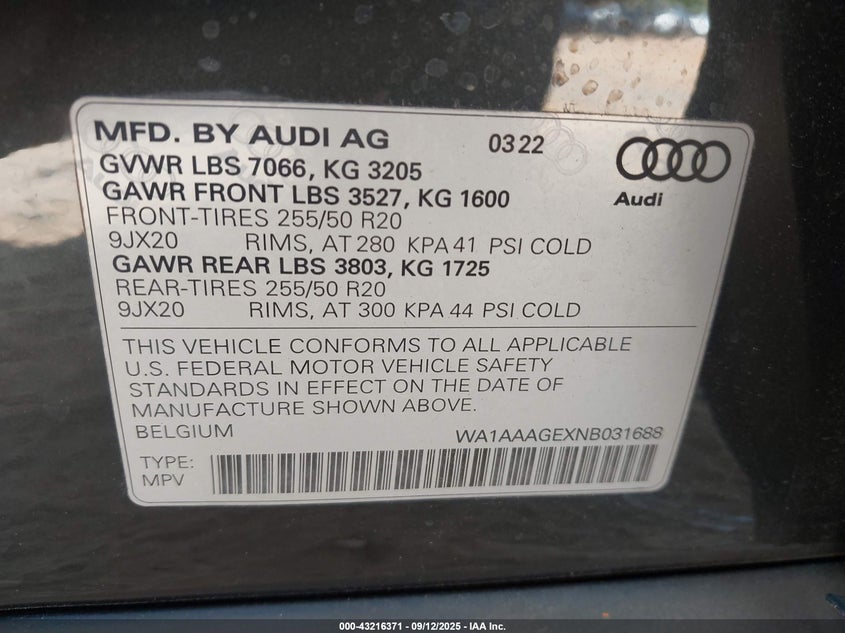 MFD. BY AUDI AG 03 22
GVWR LBS 7066, KG 3205
GAWR FRONT LBS 3527, KG 1600
FRONT-TIRES 255/50 R20
9JX20 RIMS, AT 280 KPA 41 PSI COLD
GAWR REAR LBS 3803, KG 1725
REAR-TIRES 255/50 R20
9JX20 RIMS, AT 300 KPA 44 PSI COLD
Audi
THIS VEHICLE CONFORMS TO ALL APPLICABLE
U.S. FEDERAL MOTOR VEHICLE SAFETY
STANDARDS IN EFFECT ON THE DATE OF
MANUFACTURE SHOWN ABOVE.
BELGIUM WA1AAAGEXNB031688
TYPE:
MPV
000-43216371 - 09/12/2025 - IAA Inc.